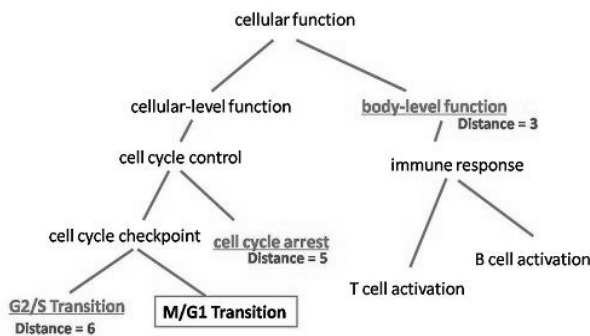 cellular function
cellular-level function
body-level function
Distance = 3
cell cycle control
immune response
cell cycle checkpoint
cell cycle arrest
Distance = 5
B cell activation
T cell activation
G2/S Transition
Distance = 6
M/G1 Transition